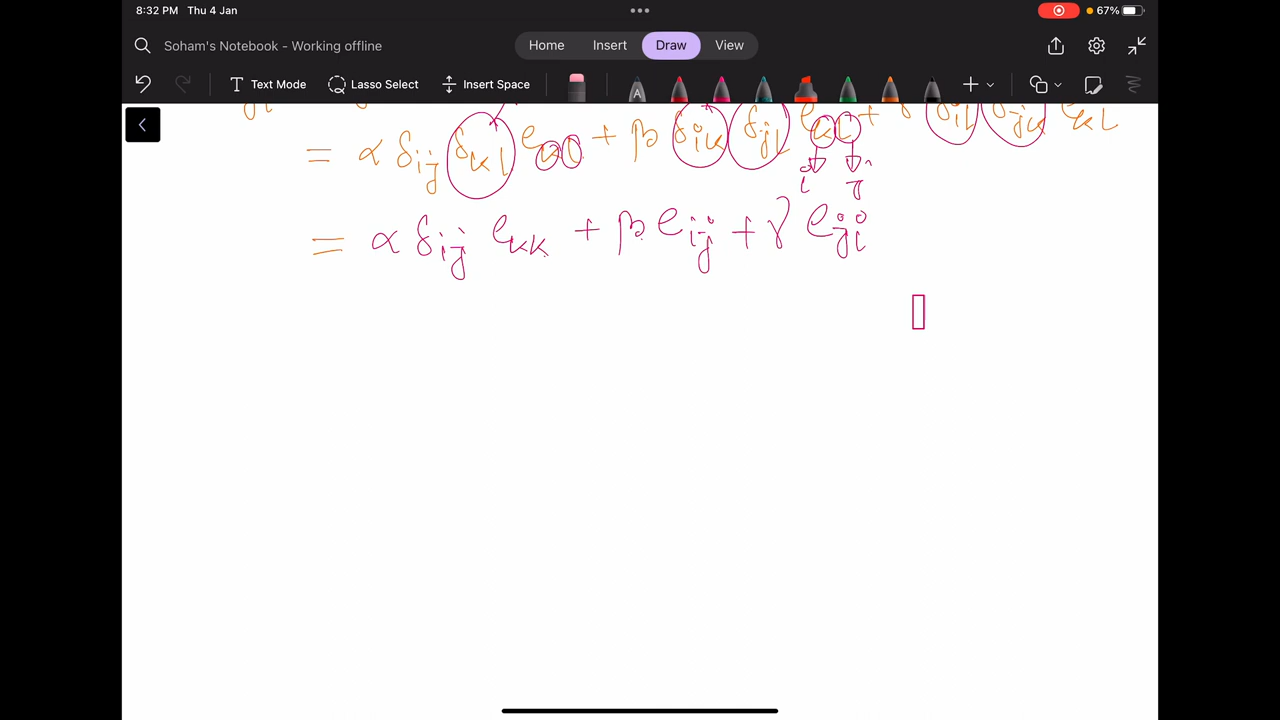 8:32 PM Thu 4 Jan
67%
Soham's Notebook - Working offline
Home Insert Draw View
Text Mode
Lasso Select
Insert Space
A
= α δij δkl ekl + β δik δjl ekl + γ δil δjk ekl
i j
= α δij ekk + β eij + γ eji